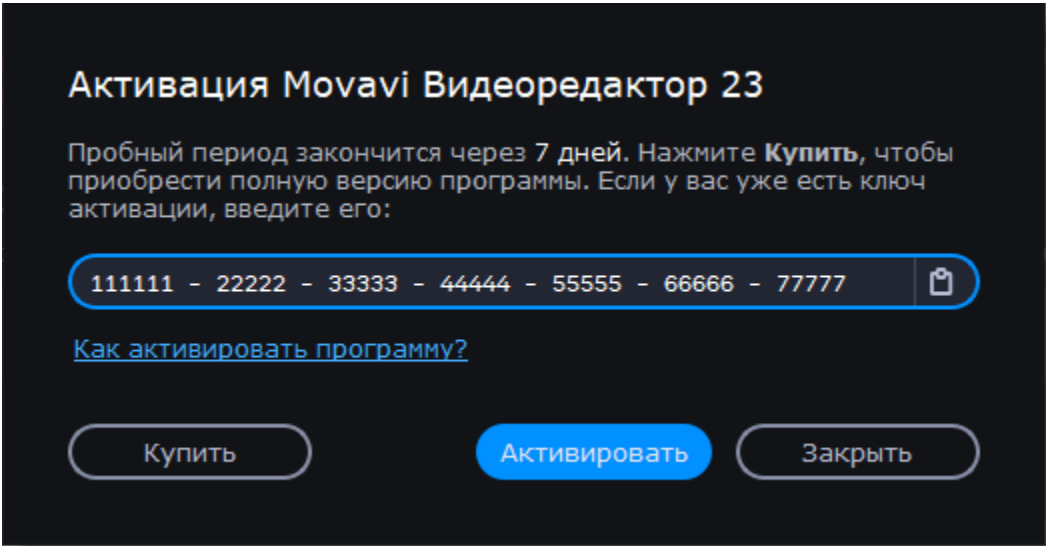 Активация Movavi Видеоредактор 23
Пробный период закончится через 7 дней. Нажмите Купить, чтобы
приобрести полную версию программы. Если у вас уже есть ключ
активации, введите его:
111111 - 22222 - 33333 - 44444 - 55555 - 66666 - 77777
Как активировать программу?
Купить
Активировать
Закрыть